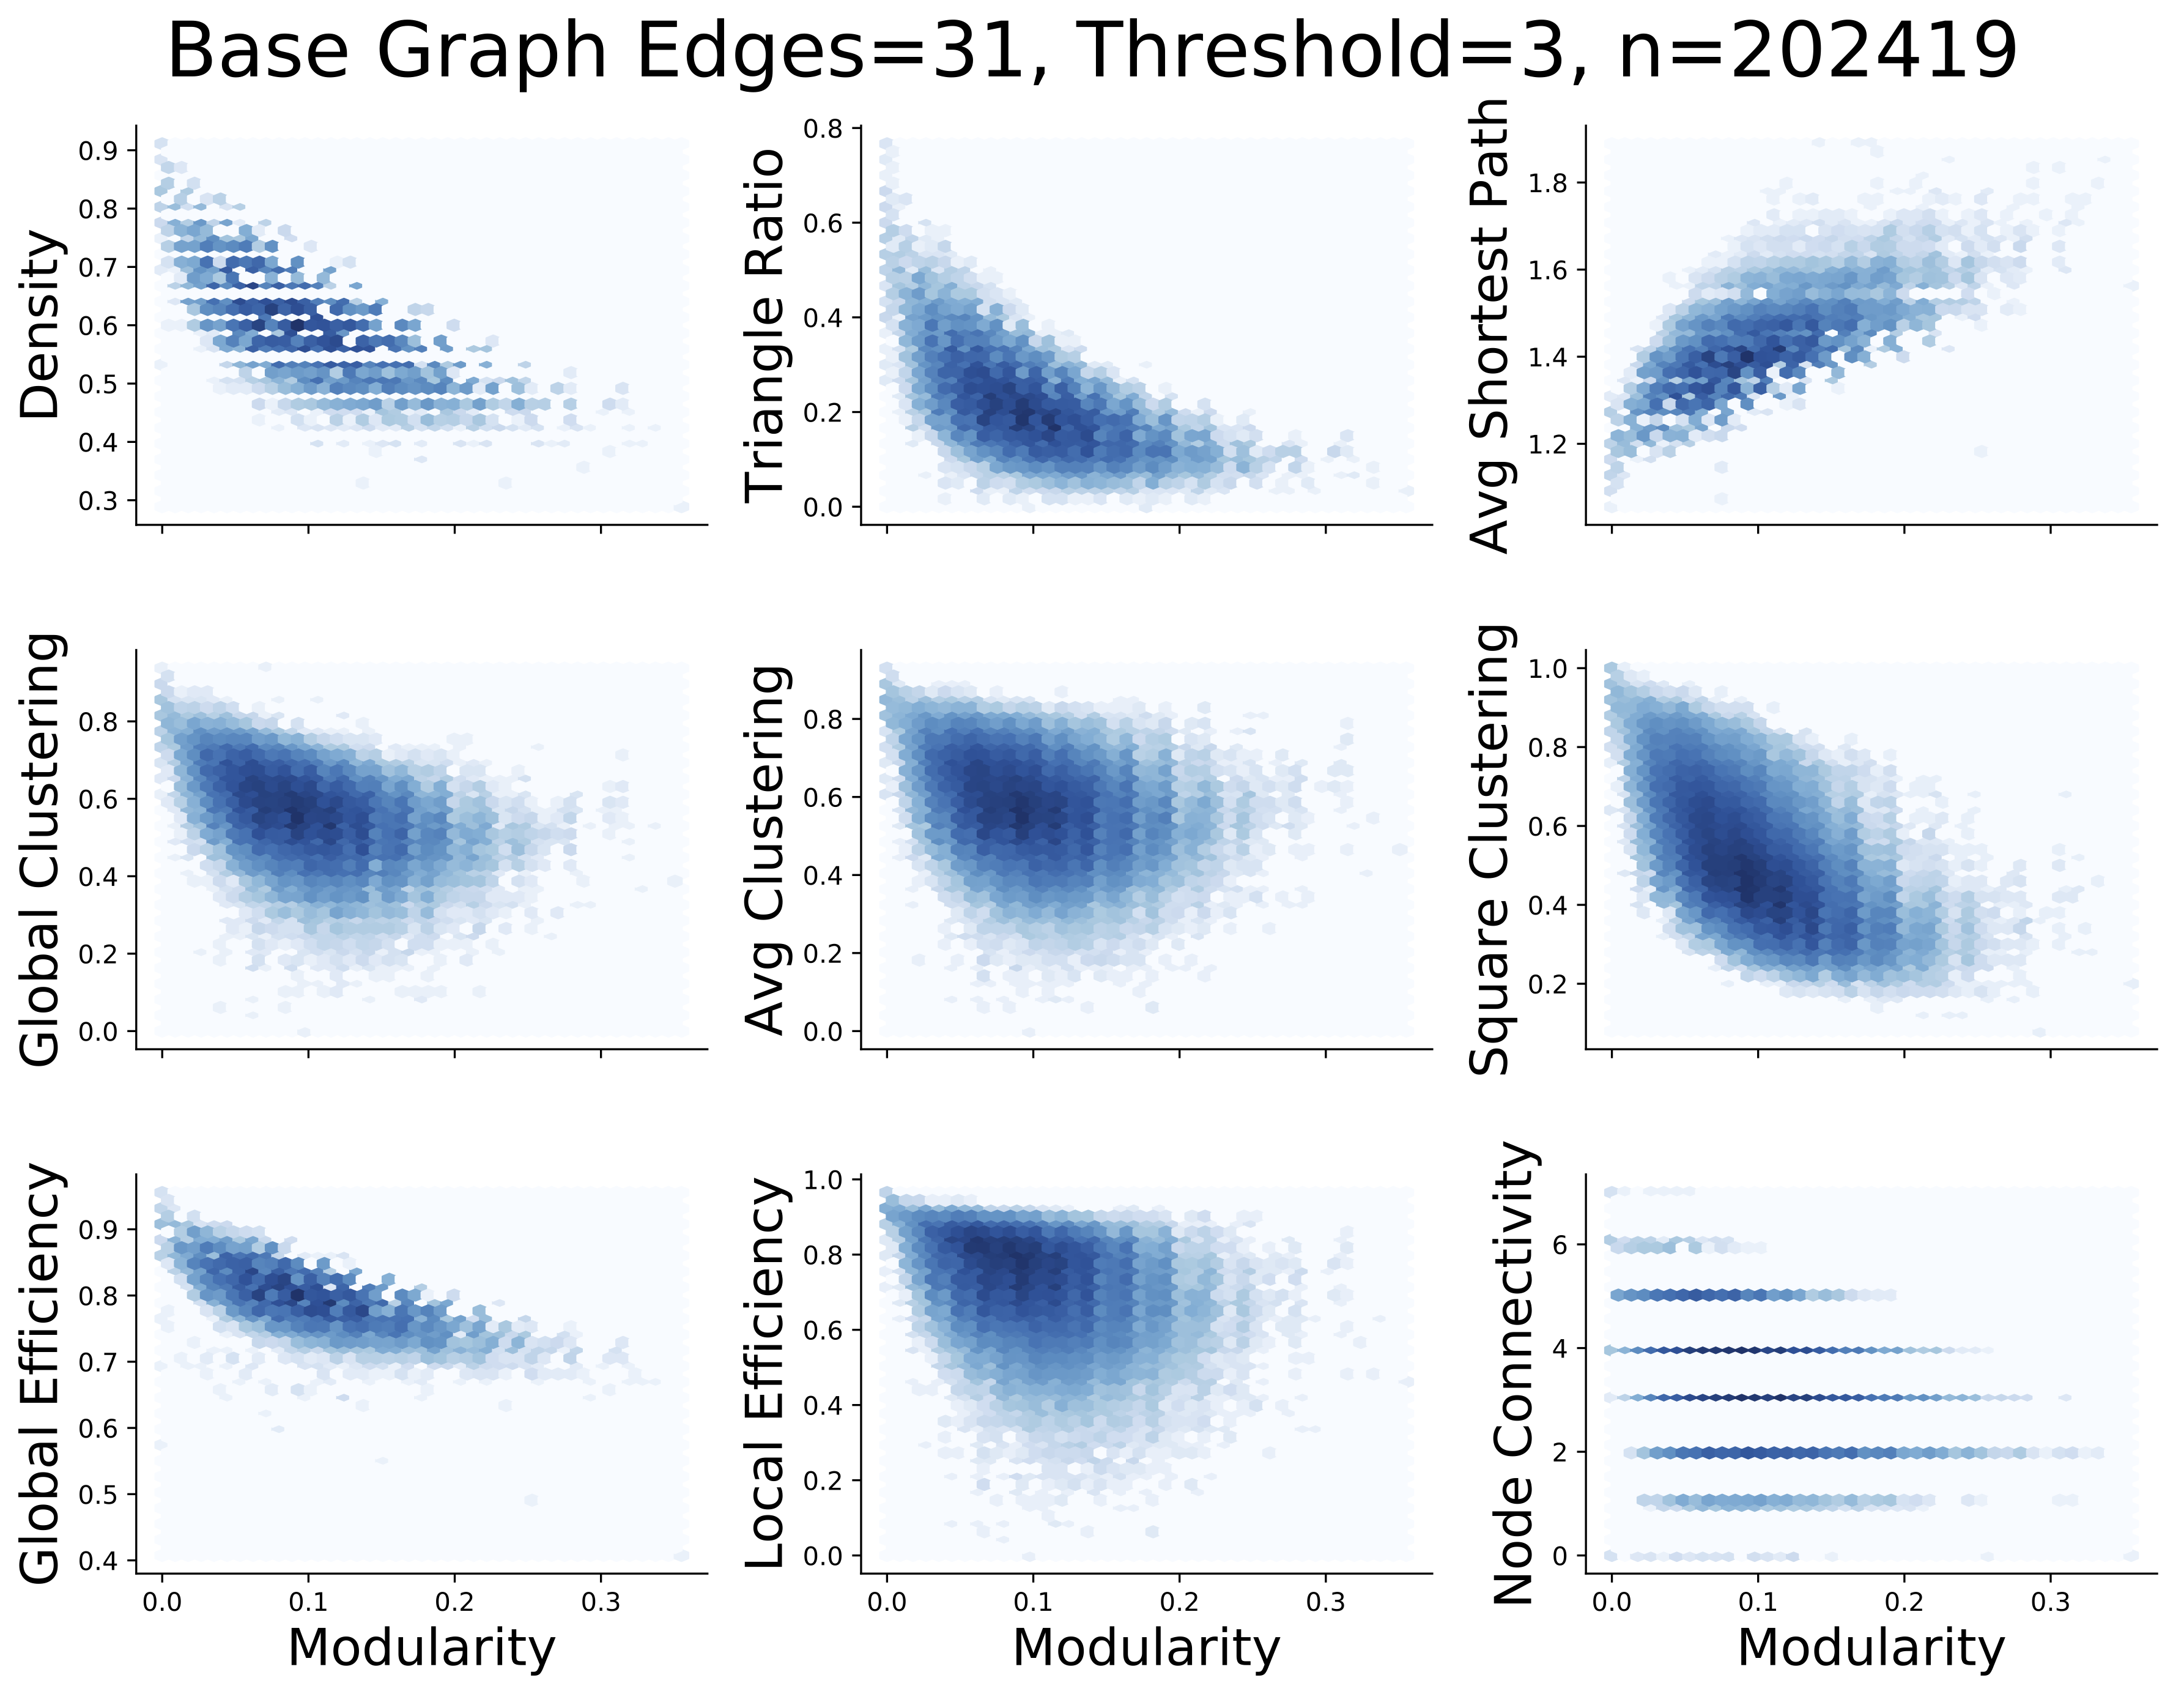 Base Graph Edges=31, Threshold=3, n=202419
Density
0.9
0.8
0.7
0.6
0.5
0.4
0.3
Triangle Ratio
0.8
0.6
0.4
0.2
0.0
Avg Shortest Path
1.8
1.6
1.4
1.2
Global Clustering
0.8
0.6
0.4
0.2
0.0
Avg Clustering
0.8
0.6
0.4
0.2
0.0
Square Clustering
1.0
0.8
0.6
0.4
0.2
Global Efficiency
0.9
0.8
0.7
0.6
0.5
0.4
0.0 0.1 0.2 0.3
Modularity
Local Efficiency
1.0
0.8
0.6
0.4
0.2
0.0
0.0 0.1 0.2 0.3
Modularity
Node Connectivity
6
4
2
0
0.0 0.1 0.2 0.3
Modularity